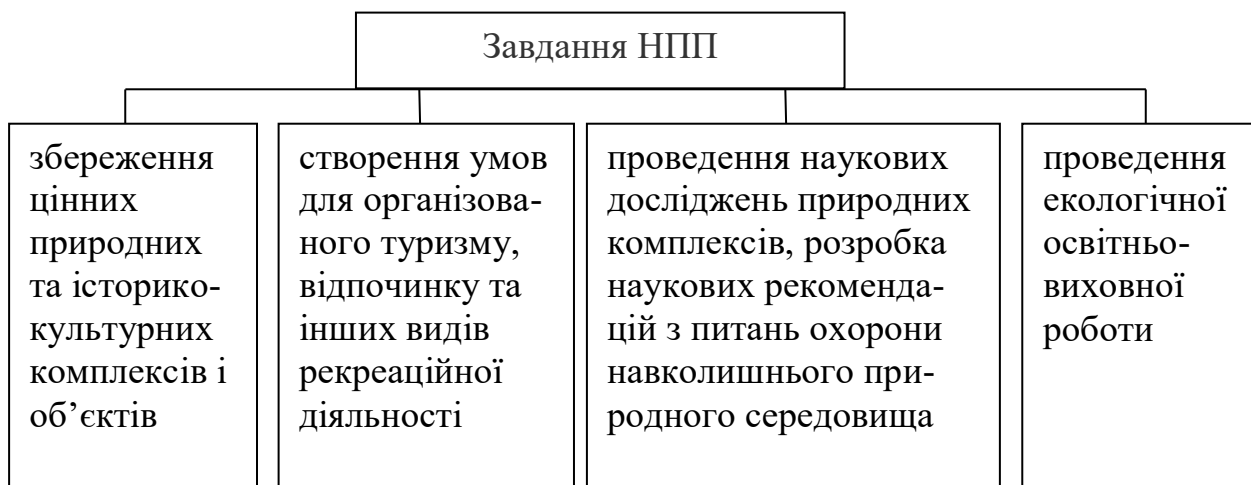 Завдання НПП
збереження
цінних
природних
та історико-
культурних
комплексів і
об’єктів
створення умов
для організова-
ного туризму,
відпочинку та
інших видів
рекреаційної
діяльності
проведення наукових
досліджень природних
комплексів, розробка
наукових рекоменда-
цій з питань охорони
навколишнього при-
родного середовища
проведення
екологічної
освітньо-
виховної
роботи